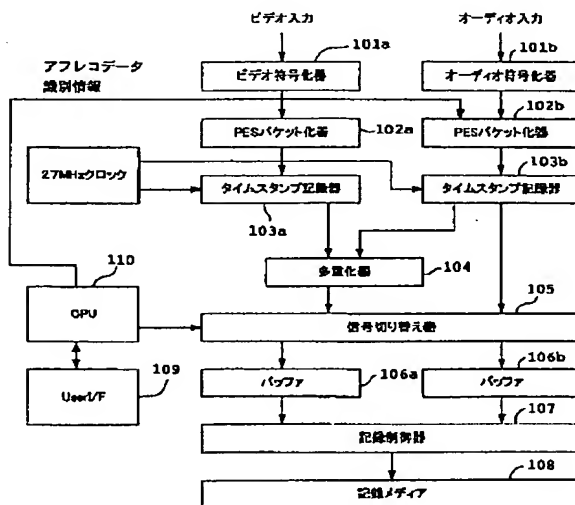 ビデオ入力
オーディオ入力
101a
101b
ビデオ符号化器
オーディオ符号化器
アフレコデータ
識別情報
102b
PESパケット化器
102a
PESパケット化器
103b
27MHzクロック
タイムスタンプ記録器
タイムスタンプ記録器
103a
110
多重化器
104
105
CPU
信号切り替え器
109
106a
106b
UserI/F
バッファ
バッファ
107
記録制御器
108
記録メディア